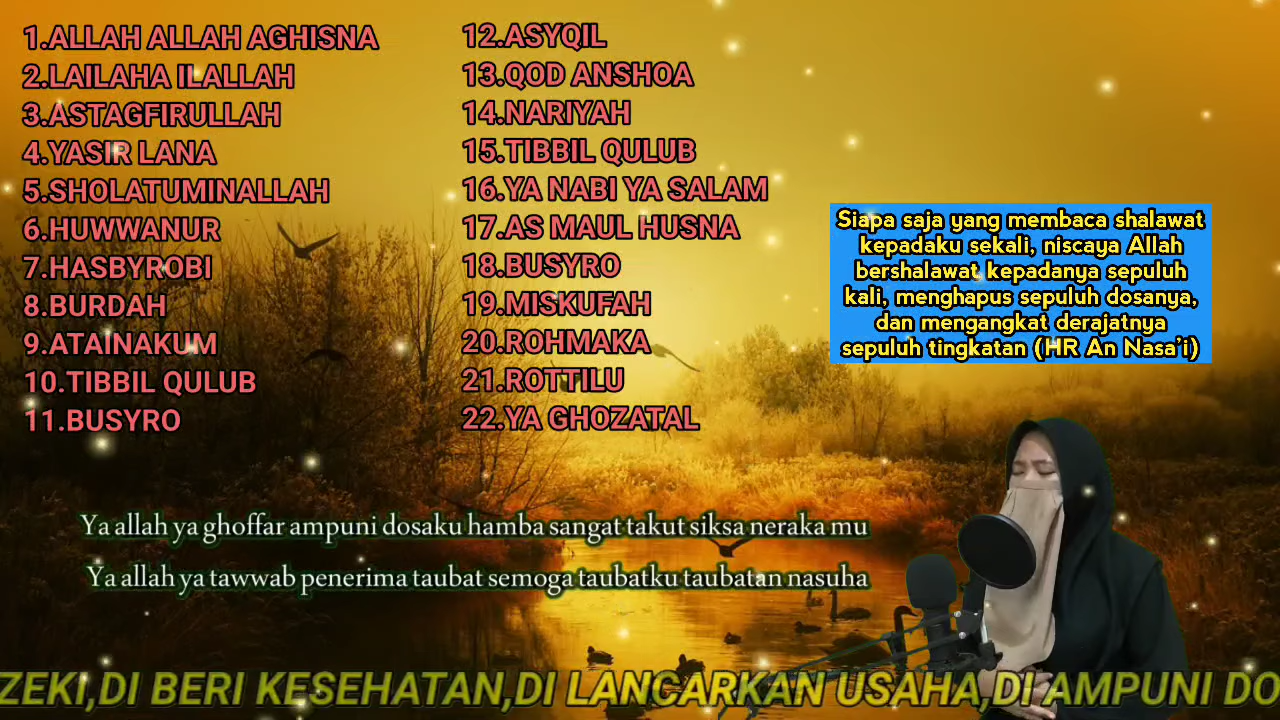 1.ALLAH ALLAH AGHISNA
2.LAILAHA ILALLAH
3.ASTAGFIRULLAH
4.YASIR LANA
5.SHOLATUMINALLAH
6.HUWWANUR
7.HASBYROBI
8.BURDAH
9.ATAINAKUM
10.TIBBIL QULUB
11.BUSYRO
12.ASYQIL
13.QOD ANSHOA
14.NARIYAH
15.TIBBIL QULUB
16.YA NABI YA SALAM
17.AS MAUL HUSNA
18.BUSYRO
19.MISKUFAH
20.ROHMAKA
21.ROTTILU
22.YA GHOZATAL
Siapa saja yang membaca shalawat
kepadaku sekali, niscaya Allah
bershalawat kepadanya sepuluh
kali, menghapus sepuluh dosanya,
dan mengangkat derajatnya
sepuluh tingkatan (HR An Nasa'i)
Ya allah ya ghoffar ampuni dosaku hamba sangat takut siksa neraka mu
Ya allah ya tawwab penerima taubat semoga taubatku taubatan nasuha
ZEKI,DI BERI KESEHATAN,DI LANCARKAN USAHA,DI AMPUNI DO